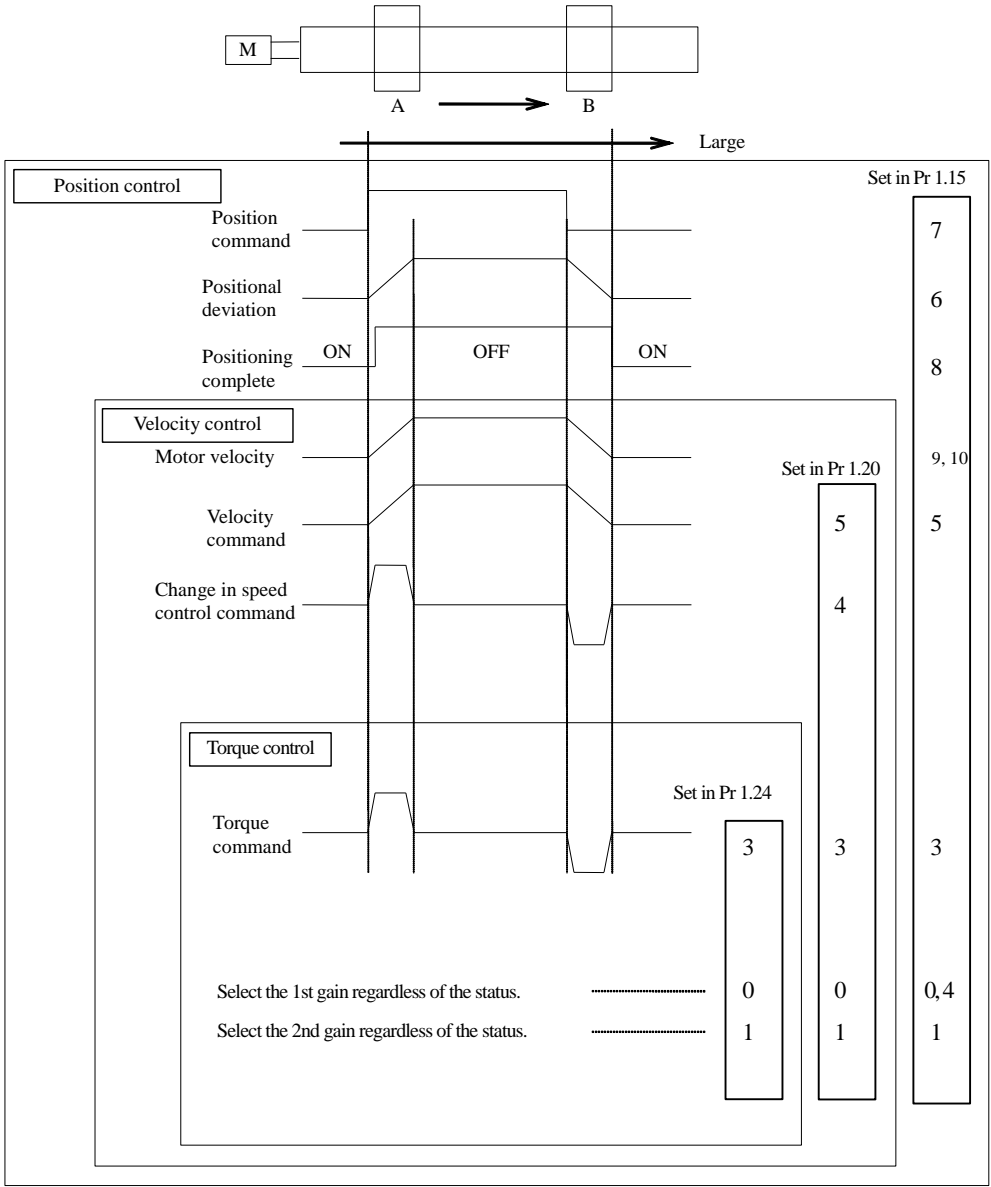 M
A B
Large
Position control
Set in Pr 1.15
Position
command
7
Positional
deviation
6
ON OFF ON
Positioning
complete
8
Velocity control
Motor velocity
9, 10
Set in Pr 1.20
Velocity
command
5 5
Change in speed
control command
4
Torque control
Set in Pr 1.24
Torque
command
3 3 3
Select the 1st gain regardless of the status. 0 0 0, 4
Select the 2nd gain regardless of the status. 1 1 1